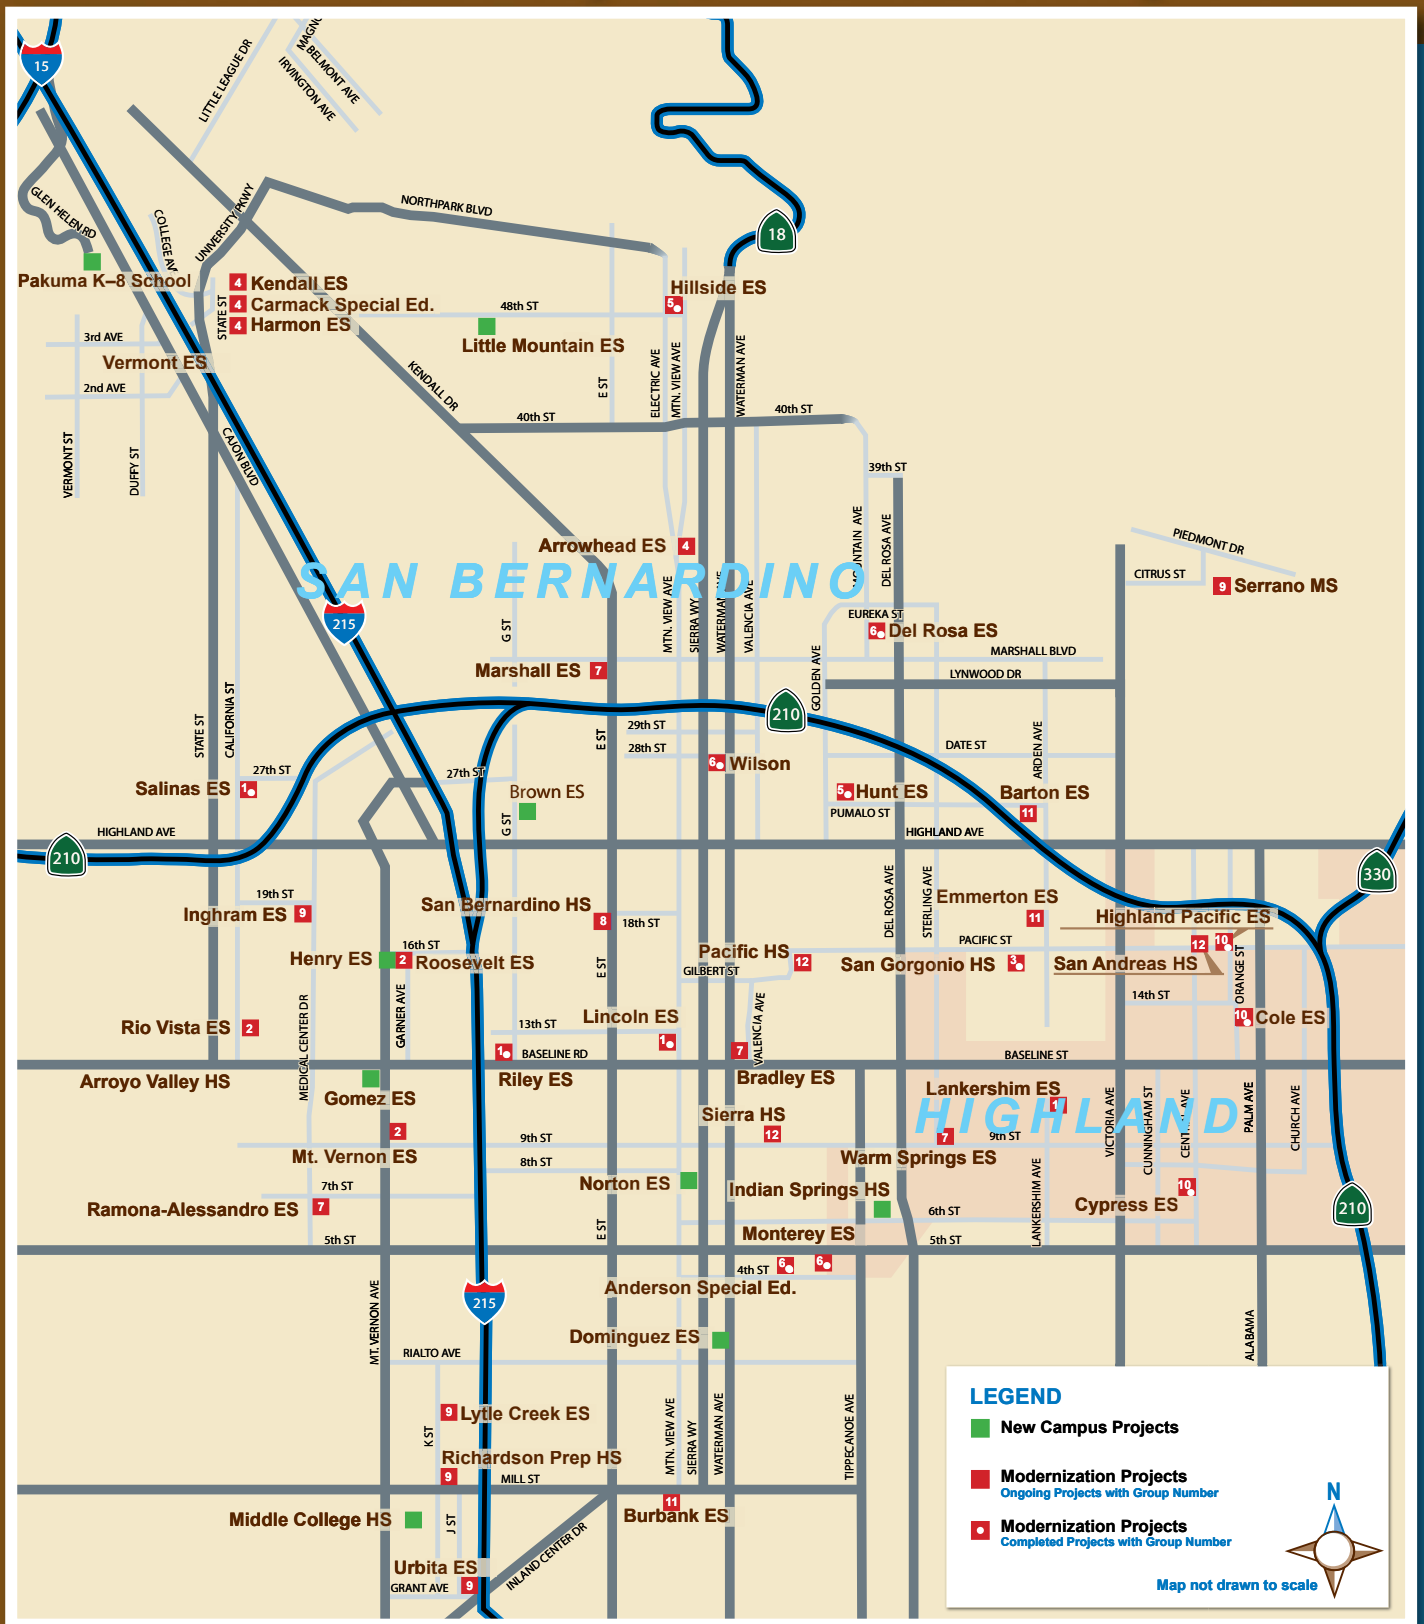 15
LITTLE LEAGUE DR
BELMONT AVE
IRVINGTON AVE
GLEN HELEN RD
COLLEGE AV
UNIVERSITY PKWY
NORTHPARK BLVD
18
Pakuma K–8 School
4 Kendall ES
4 Carmack Special Ed.
4 Harmon ES
STATE ST
48th ST
Hillside ES
5
Little Mountain ES
3rd AVE
Vermont ES
2nd AVE
VERMONT ST
DUFFY ST
CAJON BLVD
KENDALL DR
E ST
ELECTRIC AVE
MTN. VIEW AVE
WATERMAN AVE
40th ST
40th ST
39th ST
MOUNTAIN AVE
DEL ROSA AVE
PIEDMONT DR
CITRUS ST
9 Serrano MS
Arrowhead ES 4
SAN BERNARDINO
215
G ST
MTN. VIEW AVE
SIERRA WY
WATERMAN AVE
VALENCIA AVE
EUREKA ST
6 Del Rosa ES
MARSHALL BLVD
Marshall ES 7
GOLDEN AVE
LYNWOOD DR
210
STATE ST
CALIFORNIA ST
E ST
29th ST
28th ST
6 Wilson
DATE ST
ARDEN AVE
27th ST
27th ST
Salinas ES 1
Brown ES
G ST
5 Hunt ES
PUMALO ST
Barton ES
11
HIGHLAND AVE
HIGHLAND AVE
210
330
19th ST
Inghram ES 9
San Bernardino HS
8
18th ST
DEL ROSA AVE
STERLING AVE
Emmerton ES
11
Highland Pacific ES
12
10
16th ST
Henry ES
2 Roosevelt ES
E ST
Pacific HS
12
GILBERT ST
PACIFIC ST
San Gorgonio HS 3
San Andreas HS
ORANGE ST
14th ST
10 Cole ES
MEDICAL CENTER DR
GARNER AVE
Rio Vista ES 2
13th ST
Lincoln ES
1
1
BASELINE RD
7
VALENCIA AVE
BASELINE ST
Arroyo Valley HS
Gomez ES
Riley ES
Bradley ES
Lankershim ES
11
HIGHLAND
VICTORIA AVE
CUNNINGHAM ST
CENTRAL AVE
PALM AVE
CHURCH AVE
2
Mt. Vernon ES
9th ST
8th ST
Sierra HS
12
7
9th ST
Warm Springs ES
7th ST
Ramona-Alessandro ES 7
Norton ES
Indian Springs HS
LANKERSHIM AVE
10
Cypress ES
210
E ST
6th ST
5th ST
Monterey ES
5th ST
6
6
4th ST
Anderson Special Ed.
215
MT. VERNON AVE
Dominguez ES
ALABAMA
RIALTO AVE
9 Lytle Creek ES
K ST
MTN. VIEW AVE
SIERRA WY
WATERMAN AVE
TIPPECANOE AVE
Richardson Prep HS
9
MILL ST
11
Burbank ES
Middle College HS
J ST
Urbita ES
GRANT AVE
9
INLAND CENTER DR
LEGEND
New Campus Projects
Modernization Projects
Ongoing Projects with Group Number
Modernization Projects
Completed Projects with Group Number
N
Map not drawn to scale